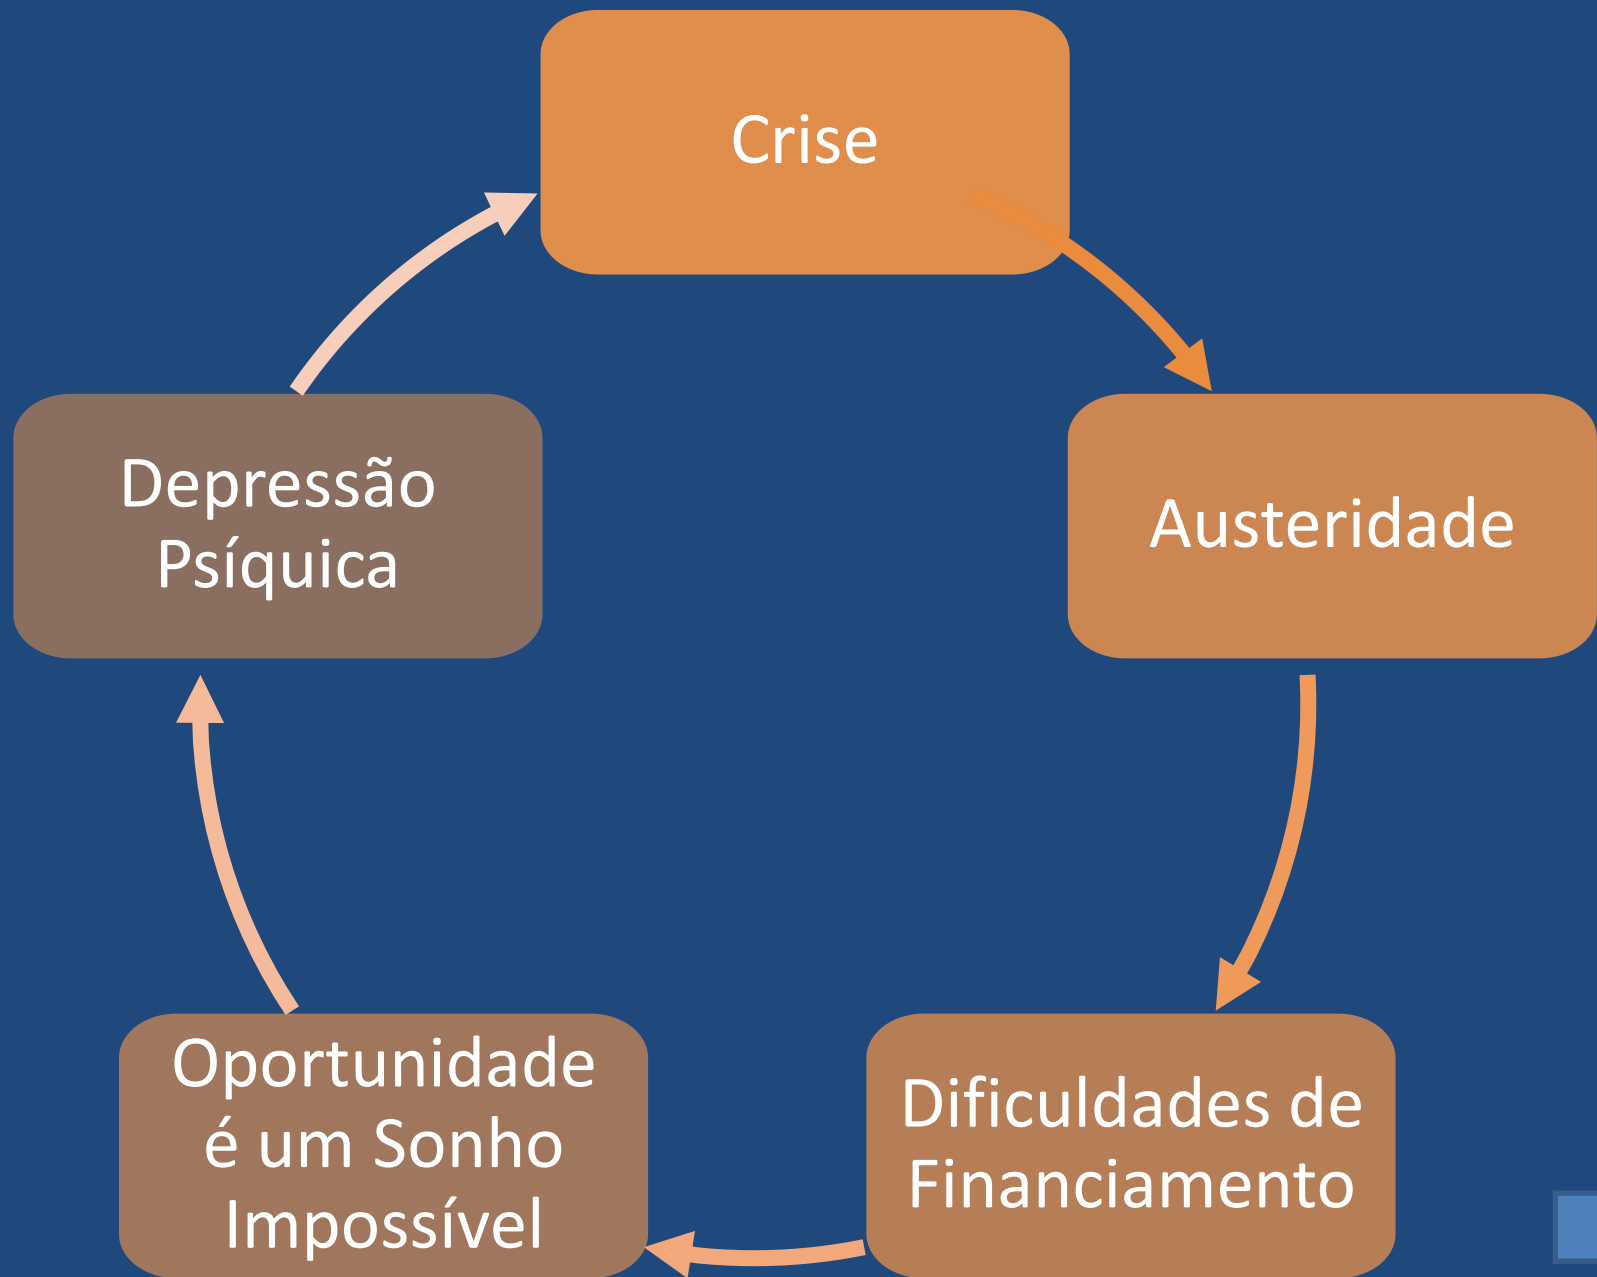 Crise
Austeridade
Dificuldades de
Financiamento
Oportunidade
é um Sonho
Impossível
Depressão
Psíquica